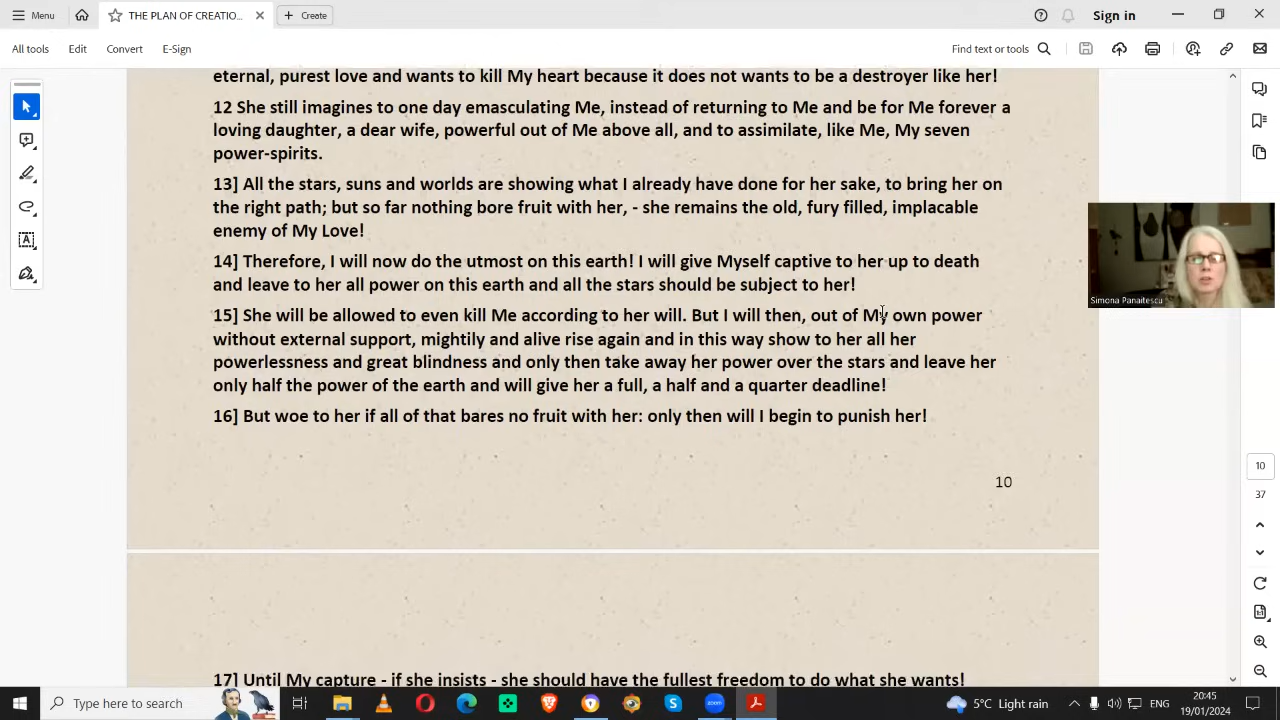 Menu
THE PLAN OF CREATIO...
Create
Sign in
All tools
Edit
Convert
E-Sign
Find text or tools
eternal, purest love and wants to kill My heart because it does not wants to be a destroyer like her!
12 She still imagines to one day emasculating Me, instead of returning to Me and be for Me forever a
loving daughter, a dear wife, powerful out of Me above all, and to assimilate, like Me, My seven
power-spirits.
13] All the stars, suns and worlds are showing what I already have done for her sake, to bring her on
the right path; but so far nothing bore fruit with her, - she remains the old, fury filled, implacable
enemy of My Love!
14] Therefore, I will now do the utmost on this earth! I will give Myself captive to her up to death
and leave to her all power on this earth and all the stars should be subject to her!
15] She will be allowed to even kill Me according to her will. But I will then, out of My own power
without external support, mightily and alive rise again and in this way show to her all her
powerlessness and great blindness and only then take away her power over the stars and leave her
only half the power of the earth and will give her a full, a half and a quarter deadline!
16] But woe to her if all of that bares no fruit with her: only then will I begin to punish her!
10
17] Until My capture - if she insists - she should have the fullest freedom to do what she wants!
Simona Panaitescu
10
37
Type here to search
zoom
5°C Light rain
ENG
20:45
19/01/2024